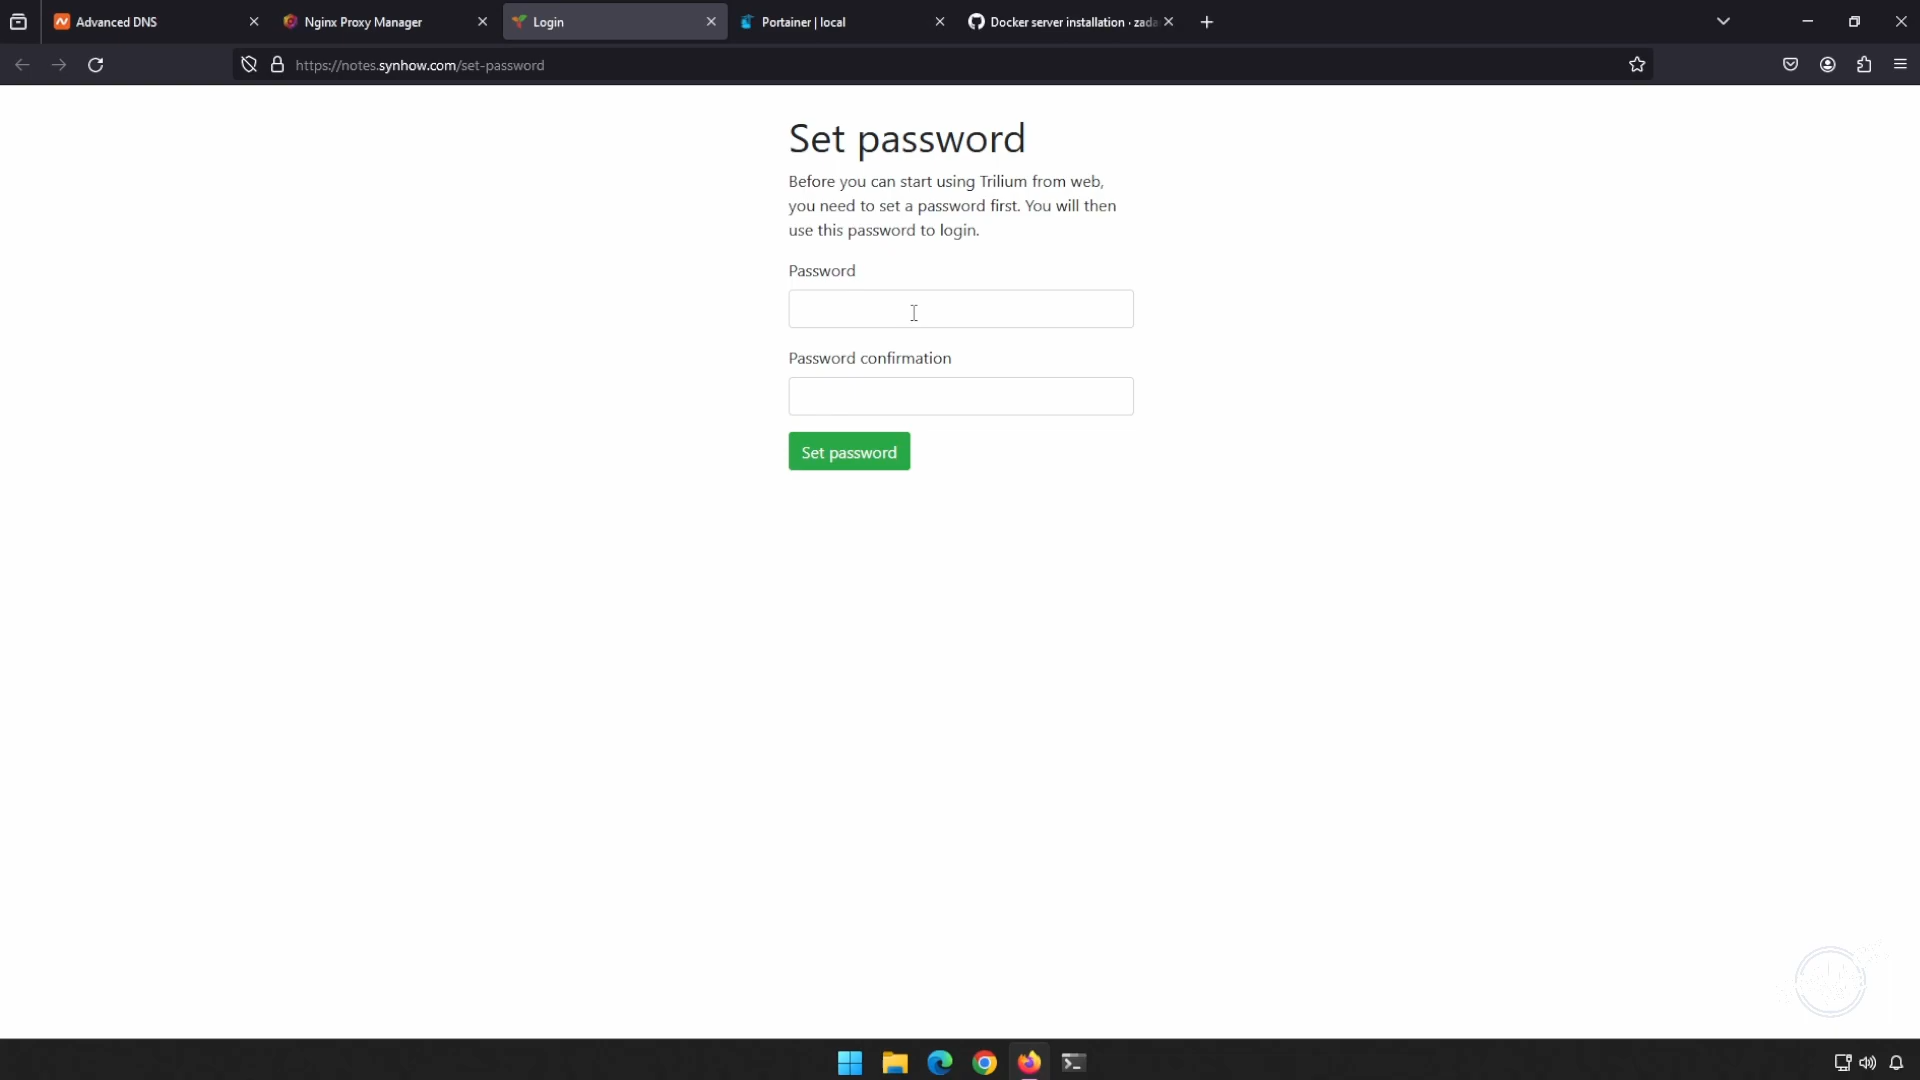 Advanced DNS
Nginx Proxy Manager
Login
Portainer | local
Docker server installation · zada
https://notes.synhow.com/set-password
Set password
Before you can start using Trilium from web,
you need to set a password first. You will then
use this password to login.
Password
Password confirmation
Set password